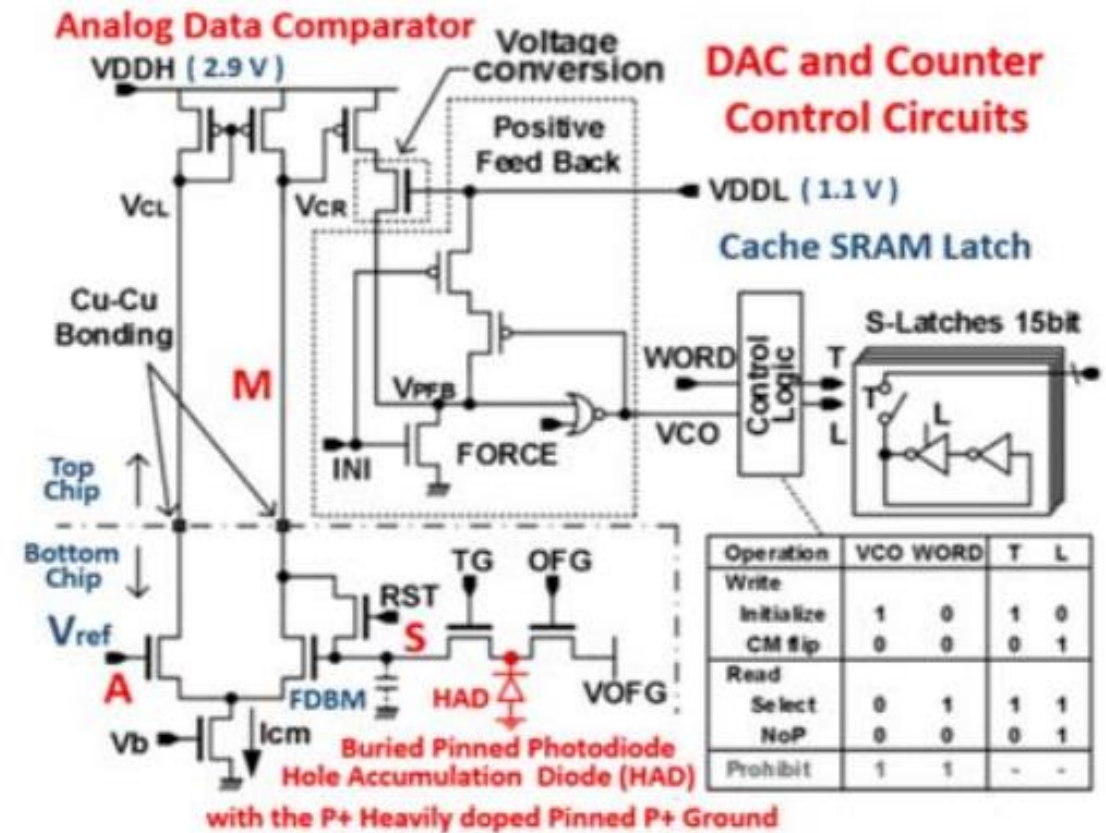 Analog Data Comparator
Voltage
conversion
DAC and Counter
Control Circuits
VDDH ( 2.9 V )
Positive
Feed Back
VDDL ( 1.1 V )
VCL
VCR
Cache SRAM Latch
Cu-Cu
Bonding
S-Latches 15bit
M
WORD
Control
Logic
T
T
L
VPFB
L
VCO
INI
FORCE
Top
Chip
Bottom
Chip
TG
OFG
RST
Vref
S
A
FDBM
HAD
VOFG
Vb
Icm
Operation VCO WORD T L
Write
Initialize 1 0 1 0
CM flip 0 0 0 1
Read
Select 0 1 1 1
NoP 0 0 0 1
Prohibit 1 1 - -
Buried Pinned Photodiode
Hole Accumulation Diode (HAD)
with the P+ Heavily doped Pinned P+ Ground